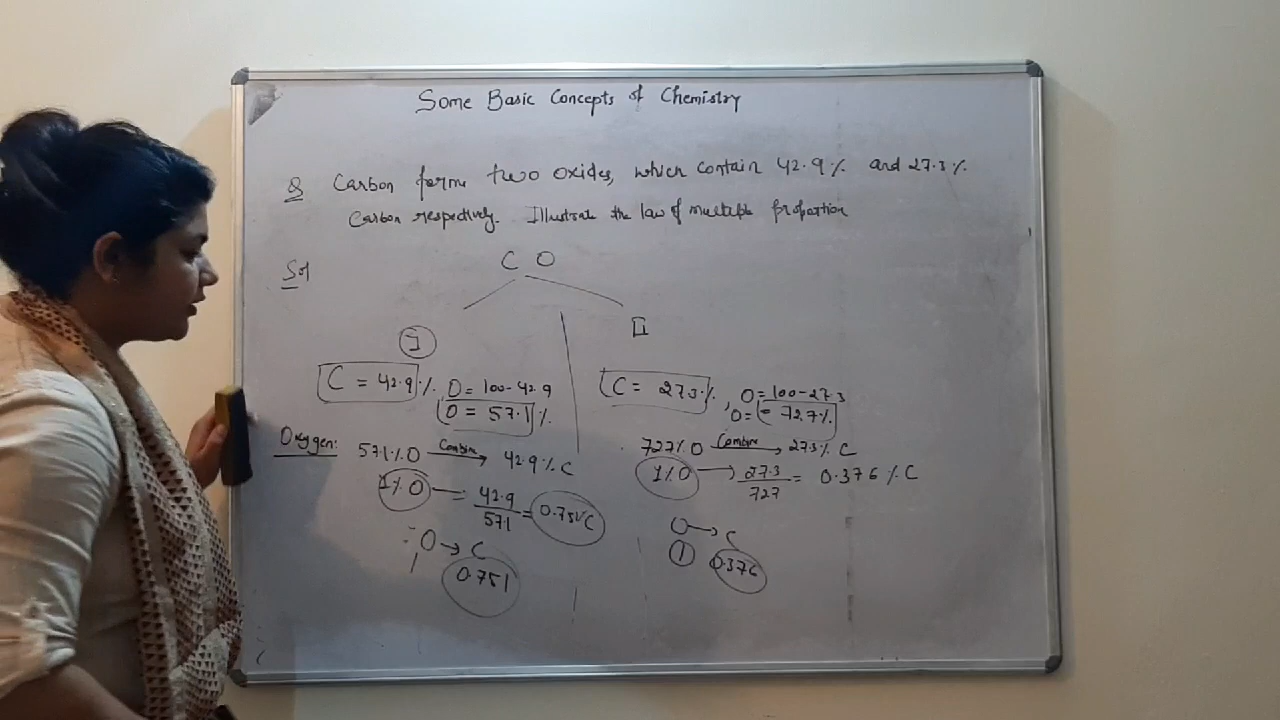 Some Basic Concepts of Chemistry
Q Carbon forms two oxides, which contain 42.9% and 27.3%
Carbon respectively. Illustrate the law of multiple proportion
Sol
C O
I
II
C = 42.9% O = 100-42.9
O = 57.1%
C = 27.3%, O = 100-27.3
O = = 72.7%
Oxygen: 57.1% O Combine → 42.9% C
72.7% O Combine → 27.3% C
1% O — = 42.9/57.1 = 0.751% C
1% O → 27.3/72.7 = 0.376% C
∴ O → C
1 0.751
O → C
1 0.376